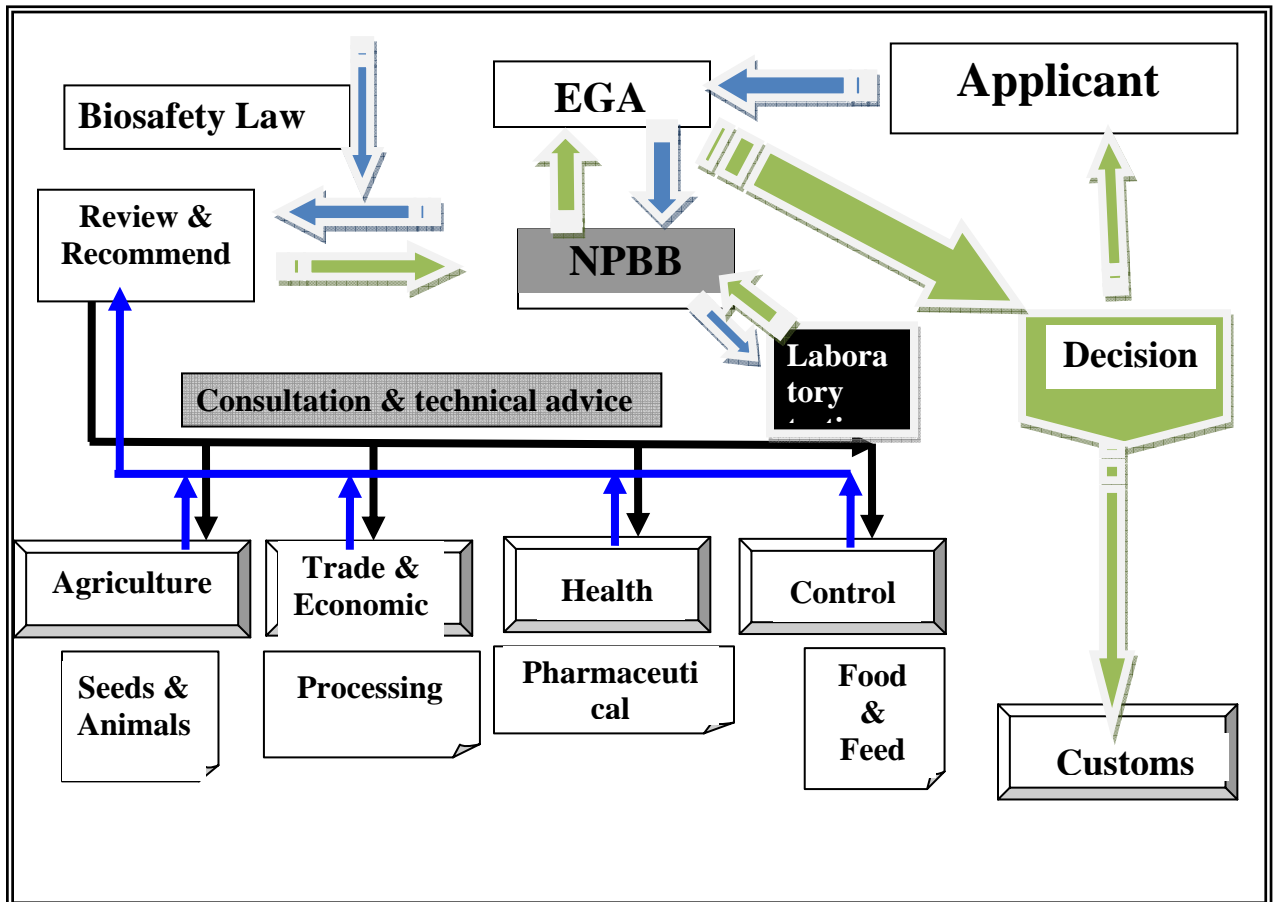 Applicant
EGA
Biosafety Law
Review &
Recommend
NPBB
Labora
tory
Decision
Consultation & technical advice
Agriculture
Trade &
Economic
Health
Control
Seeds &
Animals
Processing
Pharmaceuti
cal
Food
&
Feed
Customs